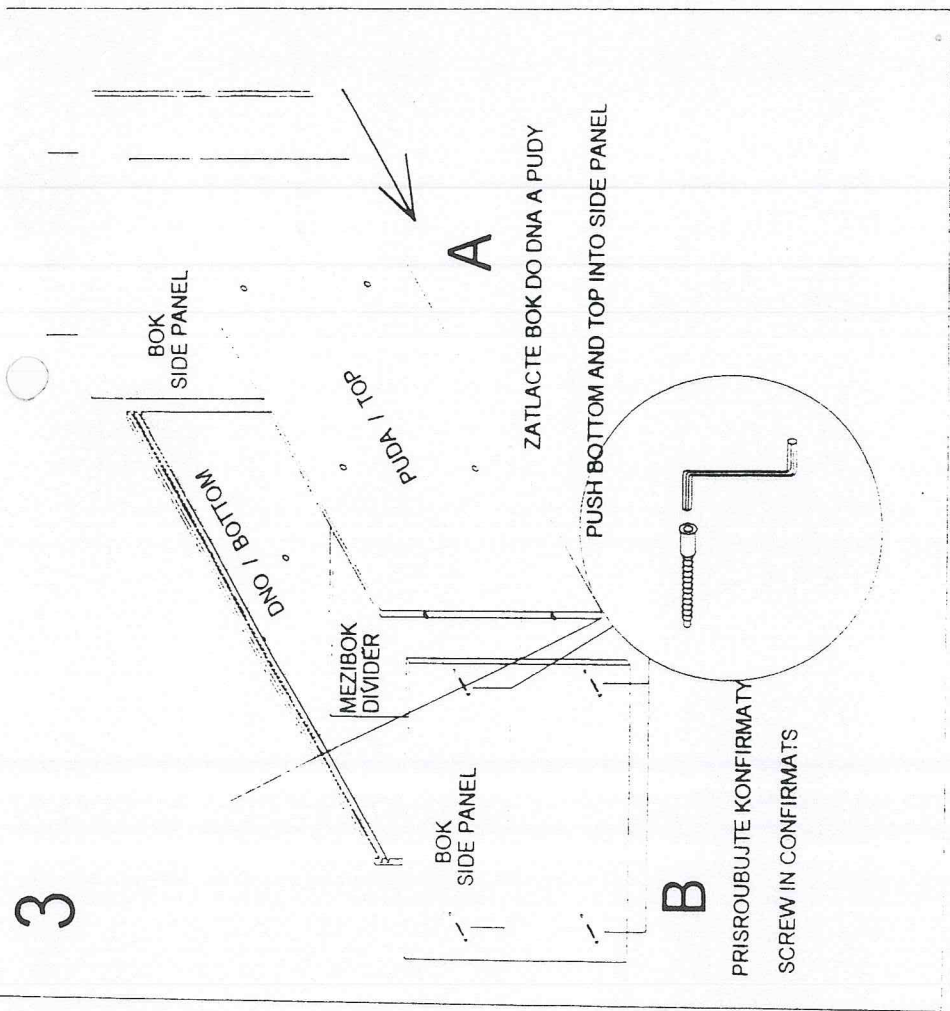 3
BOK
SIDE PANEL
DNO / BOTTOM
PUDA / TOP
MEZIBOK
DIVIDER
BOK
SIDE PANEL
A
ZATLACTE BOK DO DNA A PUDY
PUSH BOTTOM AND TOP INTO SIDE PANEL
B
PRISROUBUJTE KONFIRMATY
SCREW IN CONFIRMATS